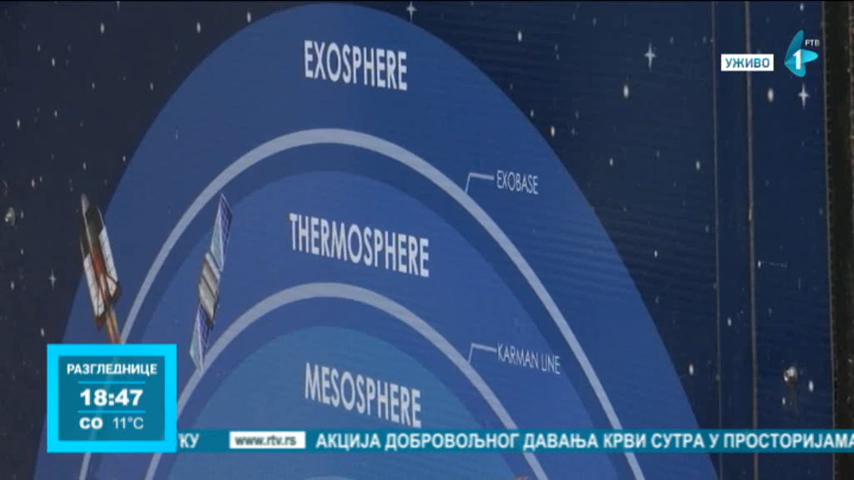 EXOSPHERE
РТВ
1
УЖИВО
EXOBASE
THERMOSPHERE
KARMAN LINE
РАЗГЛЕДНИЦЕ
MESOSPHERE
18:47
СО 11°C
УКУ www.rtv.rs АКЦИЈА ДОБРОВОЉНОГ ДАВАЊА КРВИ СУТРА У ПРОСТОРИЈАМА